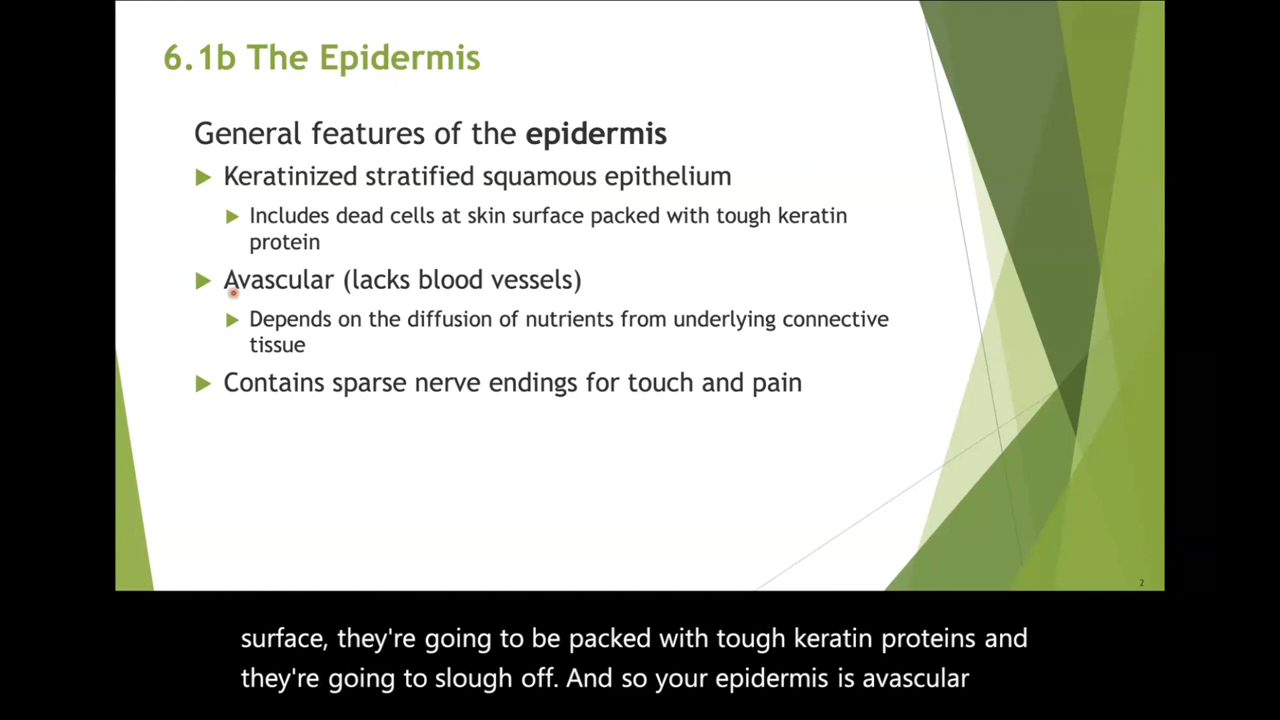 6.1b The Epidermis
General features of the epidermis
Keratinized stratified squamous epithelium
Includes dead cells at skin surface packed with tough keratin
protein
Avascular (lacks blood vessels)
Depends on the diffusion of nutrients from underlying connective
tissue
Contains sparse nerve endings for touch and pain
2
surface, they're going to be packed with tough keratin proteins and
they're going to slough off. And so your epidermis is avascular